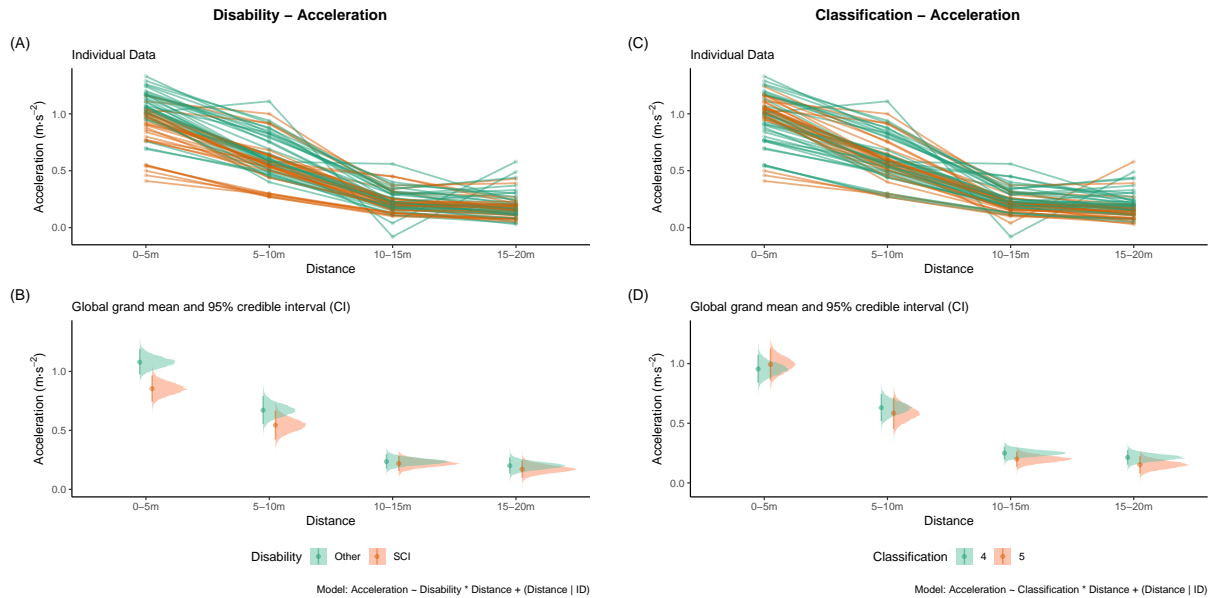 Disability – Acceleration
(A)
Individual Data
Acceleration (m·s⁻²)
1.0
0.5
0.0
0–5m
5–10m
10–15m
15–20m
Distance
(B)
Global grand mean and 95% credible interval (CI)
Acceleration (m·s⁻²)
1.0
0.5
0.0
0–5m
5–10m
10–15m
15–20m
Distance
Disability Other SCI
Model: Acceleration ~ Disability * Distance + (Distance | ID)
Classification – Acceleration
(C)
Individual Data
Acceleration (m·s⁻²)
1.0
0.5
0.0
0–5m
5–10m
10–15m
15–20m
Distance
(D)
Global grand mean and 95% credible interval (CI)
Acceleration (m·s⁻²)
1.0
0.5
0.0
0–5m
5–10m
10–15m
15–20m
Distance
Classification 4 5
Model: Acceleration ~ Classification * Distance + (Distance | ID)